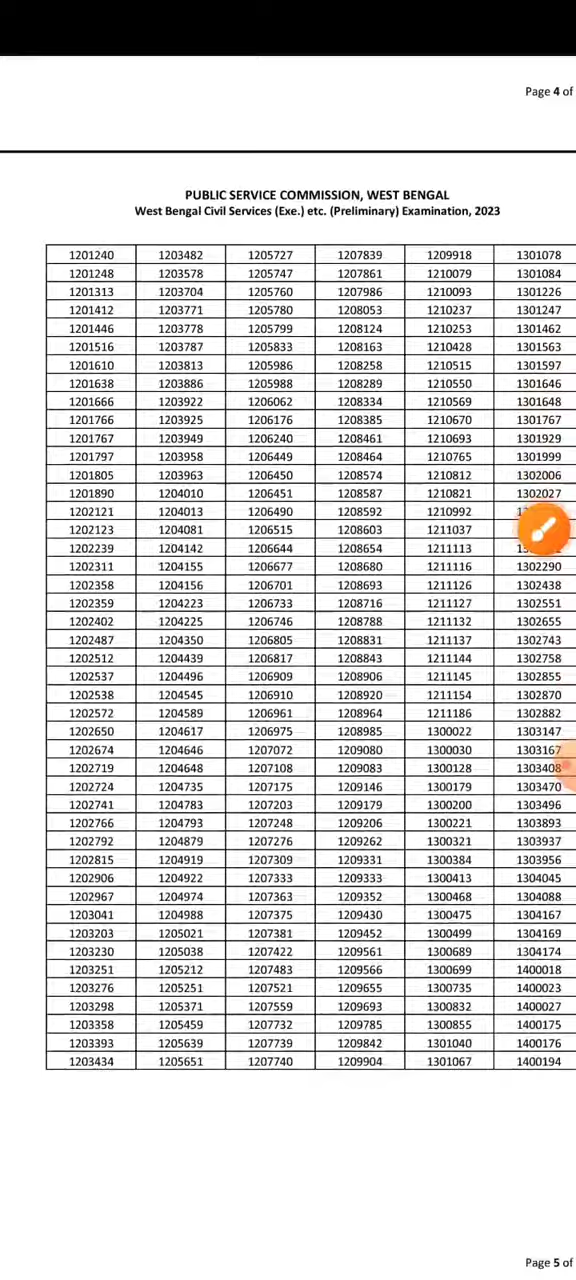 Page 4 of
PUBLIC SERVICE COMMISSION, WEST BENGAL
West Bengal Civil Services (Exe.) etc. (Preliminary) Examination, 2023
1201240 1203482 1205727 1207839 1209918 1301078
1201248 1203578 1205747 1207861 1210079 1301084
1201313 1203704 1205760 1207986 1210093 1301226
1201412 1203771 1205780 1208053 1210237 1301247
1201446 1203778 1205799 1208124 1210253 1301462
1201516 1203787 1205833 1208163 1210428 1301563
1201610 1203813 1205986 1208258 1210515 1301597
1201638 1203886 1205988 1208289 1210550 1301646
1201666 1203922 1206062 1208334 1210569 1301648
1201766 1203925 1206176 1208385 1210670 1301767
1201767 1203949 1206240 1208461 1210693 1301929
1201797 1203958 1206449 1208464 1210765 1301999
1201805 1203963 1206450 1208574 1210812 1302006
1201890 1204010 1206451 1208587 1210821 1302027
1202121 1204013 1206490 1208592 1210992
1202123 1204081 1206515 1208603 1211037
1202239 1204142 1206644 1208654 1211113
1202311 1204155 1206677 1208680 1211116 1302290
1202358 1204156 1206701 1208693 1211126 1302438
1202359 1204223 1206733 1208716 1211127 1302551
1202402 1204225 1206746 1208788 1211132 1302655
1202487 1204350 1206805 1208831 1211137 1302743
1202512 1204439 1206817 1208843 1211144 1302758
1202537 1204496 1206909 1208906 1211145 1302855
1202538 1204545 1206910 1208920 1211154 1302870
1202572 1204589 1206961 1208964 1211186 1302882
1202650 1204617 1206975 1208985 1300022 1303147
1202674 1204646 1207072 1209080 1300030 1303167
1202719 1204648 1207108 1209083 1300128 1303408
1202724 1204735 1207175 1209146 1300179 1303470
1202741 1204783 1207203 1209179 1300200 1303496
1202766 1204793 1207248 1209206 1300221 1303893
1202792 1204879 1207276 1209262 1300321 1303937
1202815 1204919 1207309 1209331 1300384 1303956
1202906 1204922 1207333 1209333 1300413 1304045
1202967 1204974 1207363 1209352 1300468 1304088
1203041 1204988 1207375 1209430 1300475 1304167
1203203 1205021 1207381 1209452 1300499 1304169
1203230 1205038 1207422 1209561 1300689 1304174
1203251 1205212 1207483 1209566 1300699 1400018
1203276 1205251 1207521 1209655 1300735 1400023
1203298 1205371 1207559 1209693 1300832 1400027
1203358 1205459 1207732 1209785 1300855 1400175
1203393 1205639 1207739 1209842 1301040 1400176
1203434 1205651 1207740 1209904 1301067 1400194
Page 5 of